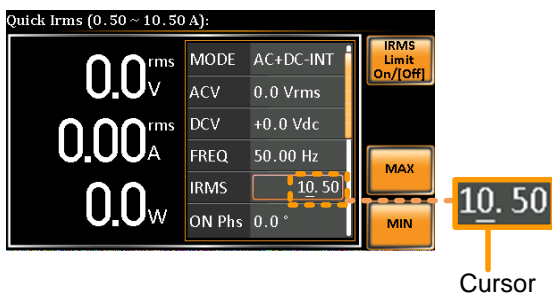 Quick Irms (0.50 ~ 10.50 A):
0.0 rms V
0.00 rms A
0.0 W
MODE AC+DC-INT
ACV 0.0 Vrms
DCV +0.0 Vdc
FREQ 50.00 Hz
IRMS 10.50
ON Phs 0.0 °
IRMS
Limit
On/[Off]
MAX
MIN
10.50
Cursor